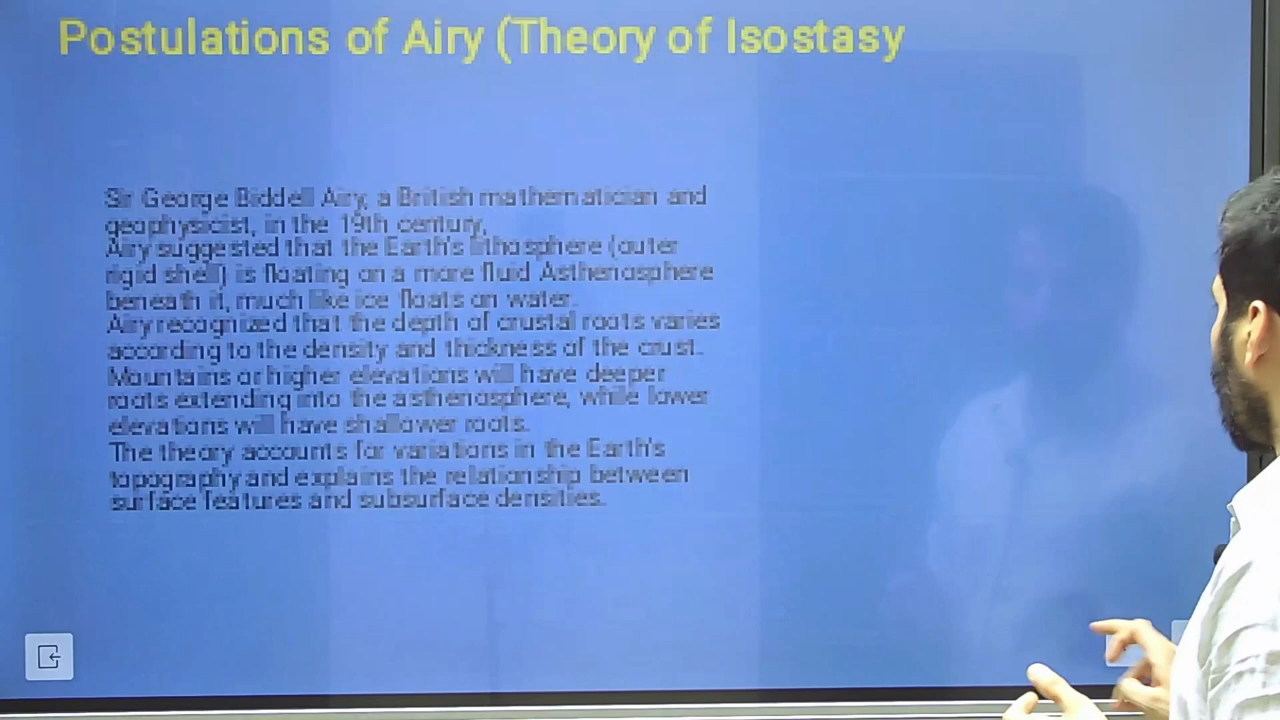 Postulations of Airy (Theory of Isostasy
Sir George Biddell Airy, a British mathematician and
geophysicist, in the 19th century,
Airy suggested that the Earth's lithosphere (outer
rigid shell) is floating on a more fluid Asthenosphere
beneath it, much like ice floats on water.
Airy recognized that the depth of crustal roots varies
according to the density and thickness of the crust.
Mountains or higher elevations will have deeper
roots extending into the asthenosphere, while lower
elevations will have shallower roots.
The theory accounts for variations in the Earth's
topography and explains the relationship between
surface features and subsurface densities.